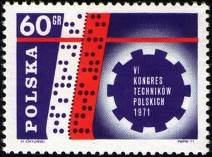 60 GR
POLSKA
VI
KONGRES
TECHNIKÓW
POLSKICH
1971